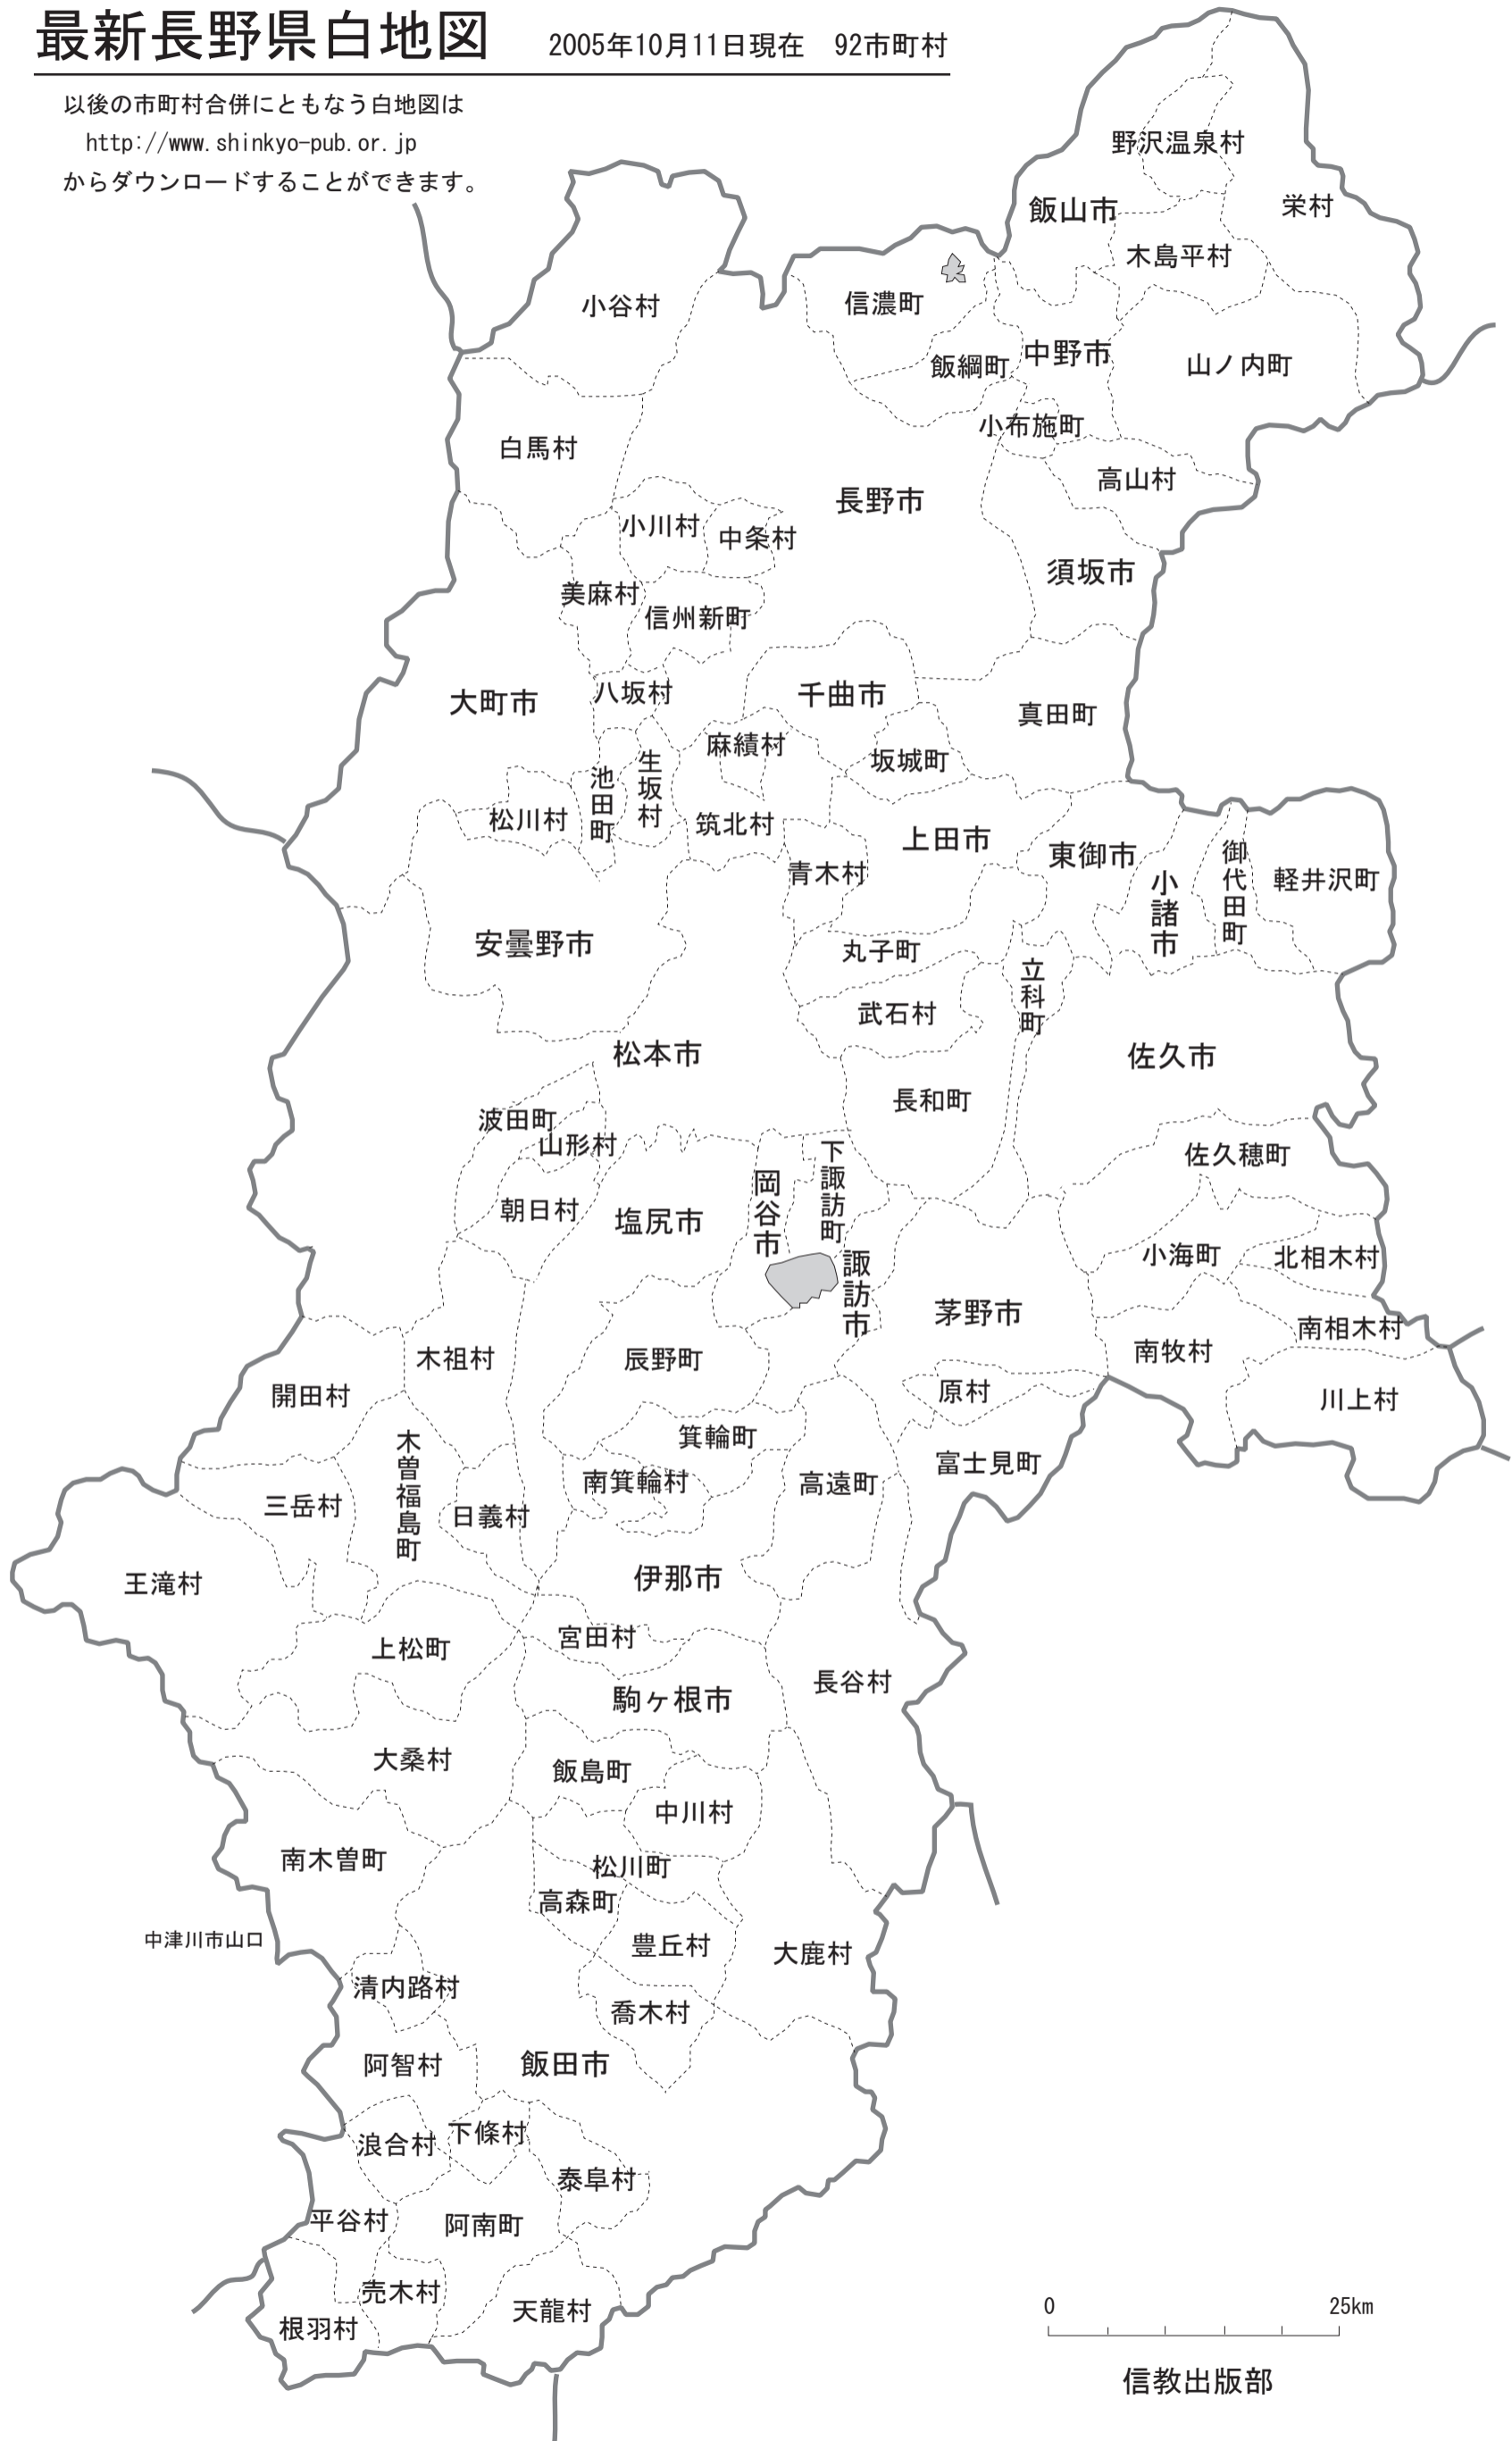 最新長野県白地図
2005年10月11日現在　92市町村
以後の市町村合併にともなう白地図は
http://www.shinkyo-pub.or.jp
からダウンロードすることができます。
野沢温泉村
飯山市
栄村
木島平村
小谷村
信濃町
飯綱町
中野市
山ノ内町
小布施町
白馬村
高山村
長野市
小川村
中条村
須坂市
美麻村
信州新町
大町市
八坂村
千曲市
真田町
麻績村
坂城町
生坂村
池田町
松川村
筑北村
上田市
東御市
御代田町
軽井沢町
小諸市
青木村
安曇野市
丸子町
立科町
武石村
松本市
佐久市
長和町
波田町
山形村
下諏訪町
佐久穂町
朝日村
塩尻市
岡谷市
小海町
北相木村
諏訪市
茅野市
南相木村
南牧村
木祖村
辰野町
開田村
原村
川上村
木曽福島町
箕輪町
富士見町
南箕輪村
高遠町
三岳村
日義村
王滝村
伊那市
上松町
宮田村
長谷村
駒ヶ根市
大桑村
飯島町
中川村
南木曽町
松川町
高森町
中津川市山口
豊丘村
大鹿村
清内路村
喬木村
阿智村
飯田市
浪合村
下條村
泰阜村
平谷村
阿南町
売木村
天龍村
根羽村
0　25km
信教出版部